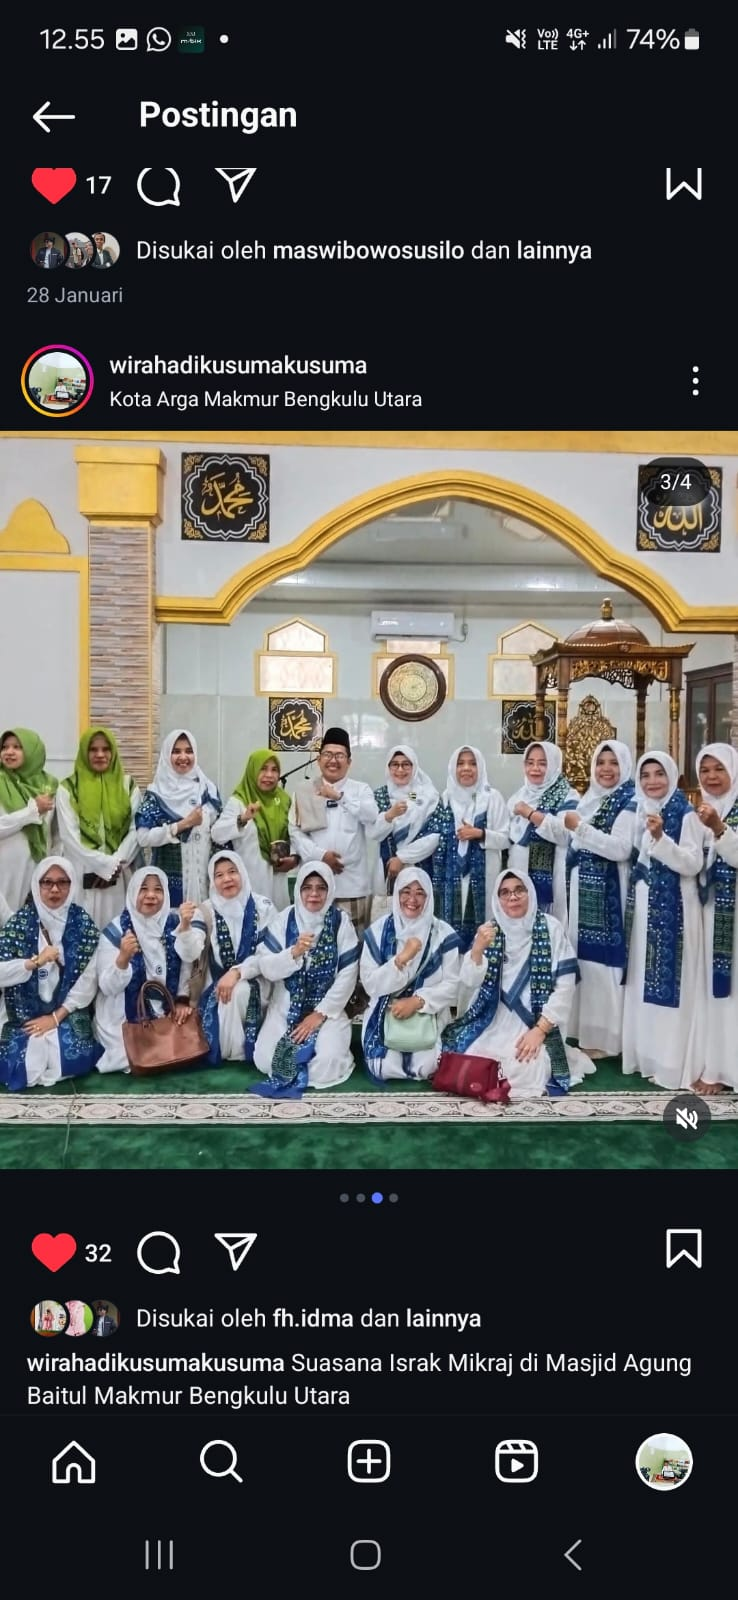 12.55
Vo))
LTE
4G+
74%
Postingan
17
Disukai oleh maswibowosusilo dan lainnya
28 Januari
wirahadikusumakusuma
Kota Arga Makmur Bengkulu Utara
3/4
محمد
الله
محمد
32
Disukai oleh fh.idma dan lainnya
wirahadikusumakusuma Suasana Israk Mikraj di Masjid Agung
Baitul Makmur Bengkulu Utara